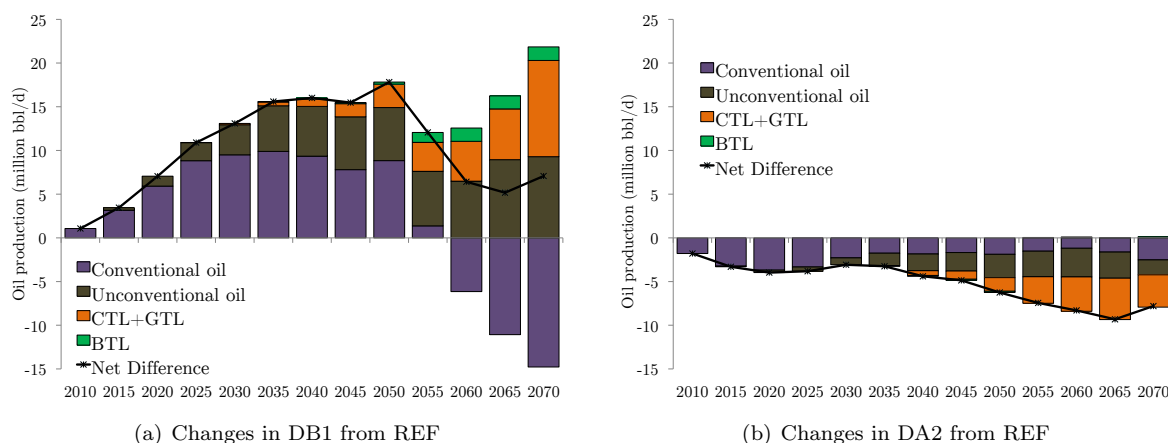 Oil production (million bbl/d)
25
20
15
10
5
0
-5
-10
-15
Conventional oil
Unconventional oil
CTL+GTL
BTL
Net Difference
2010 2015 2020 2025 2030 2035 2040 2045 2050 2055 2060 2065 2070
(a) Changes in DB1 from REF
Oil production (million bbl/d)
25
20
15
10
5
0
-5
-10
-15
Conventional oil
Unconventional oil
CTL+GTL
BTL
Net Difference
2010 2015 2020 2025 2030 2035 2040 2045 2050 2055 2060 2065 2070
(b) Changes in DA2 from REF